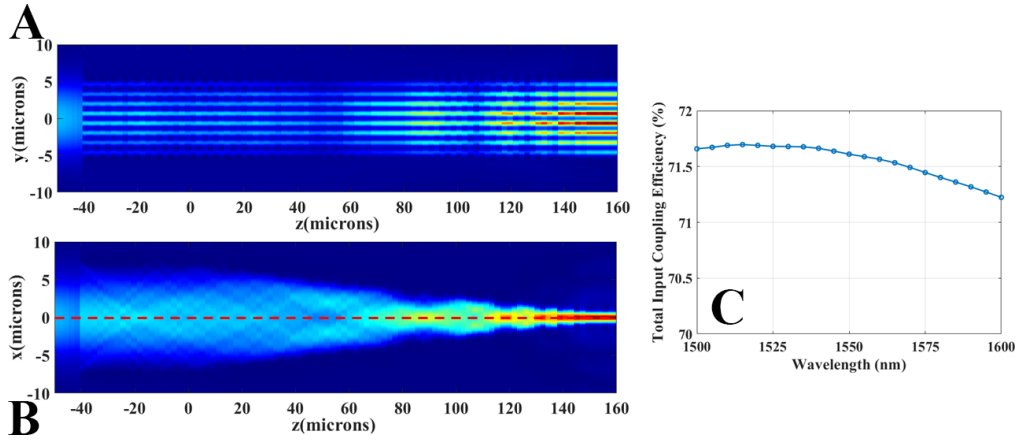 A
10
5
0
-5
-10
y(microns)
-40 -20 0 20 40 60 80 100 120 140 160
z(microns)
B
10
5
0
-5
-10
x(microns)
-40 -20 0 20 40 60 80 100 120 140 160
z(microns)
C
72
71.5
71
70.5
70
Total Input Coupling Efficiency (%)
1500 1525 1550 1575 1600
Wavelength (nm)